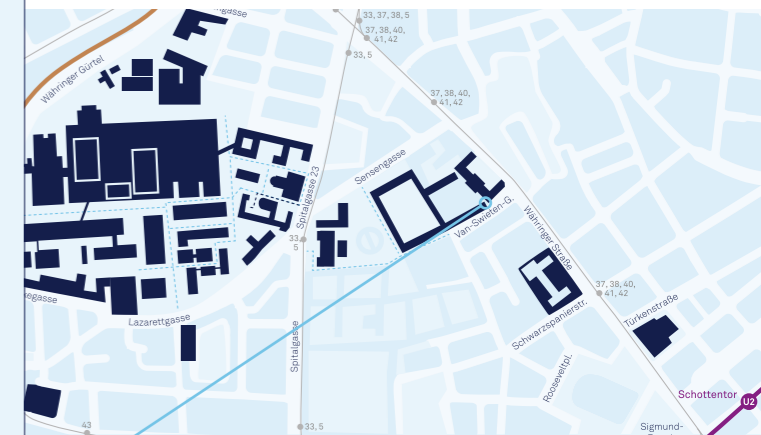 gasse
33, 37, 38, 5
37, 38, 40,
41, 42
33, 5
Währinger Gürtel
37, 38, 40,
41, 42
Sensengasse
Spitalgasse 23
Van-Swieten-G.
Währinger Straße
33,
5
37, 38, 40,
41, 42
Türkenstraße
Lazarettgasse
Spitalgasse
Schwarzspanierstr.
Rooseveltpl.
Schottentor
U2
43
33, 5
Sigmund-